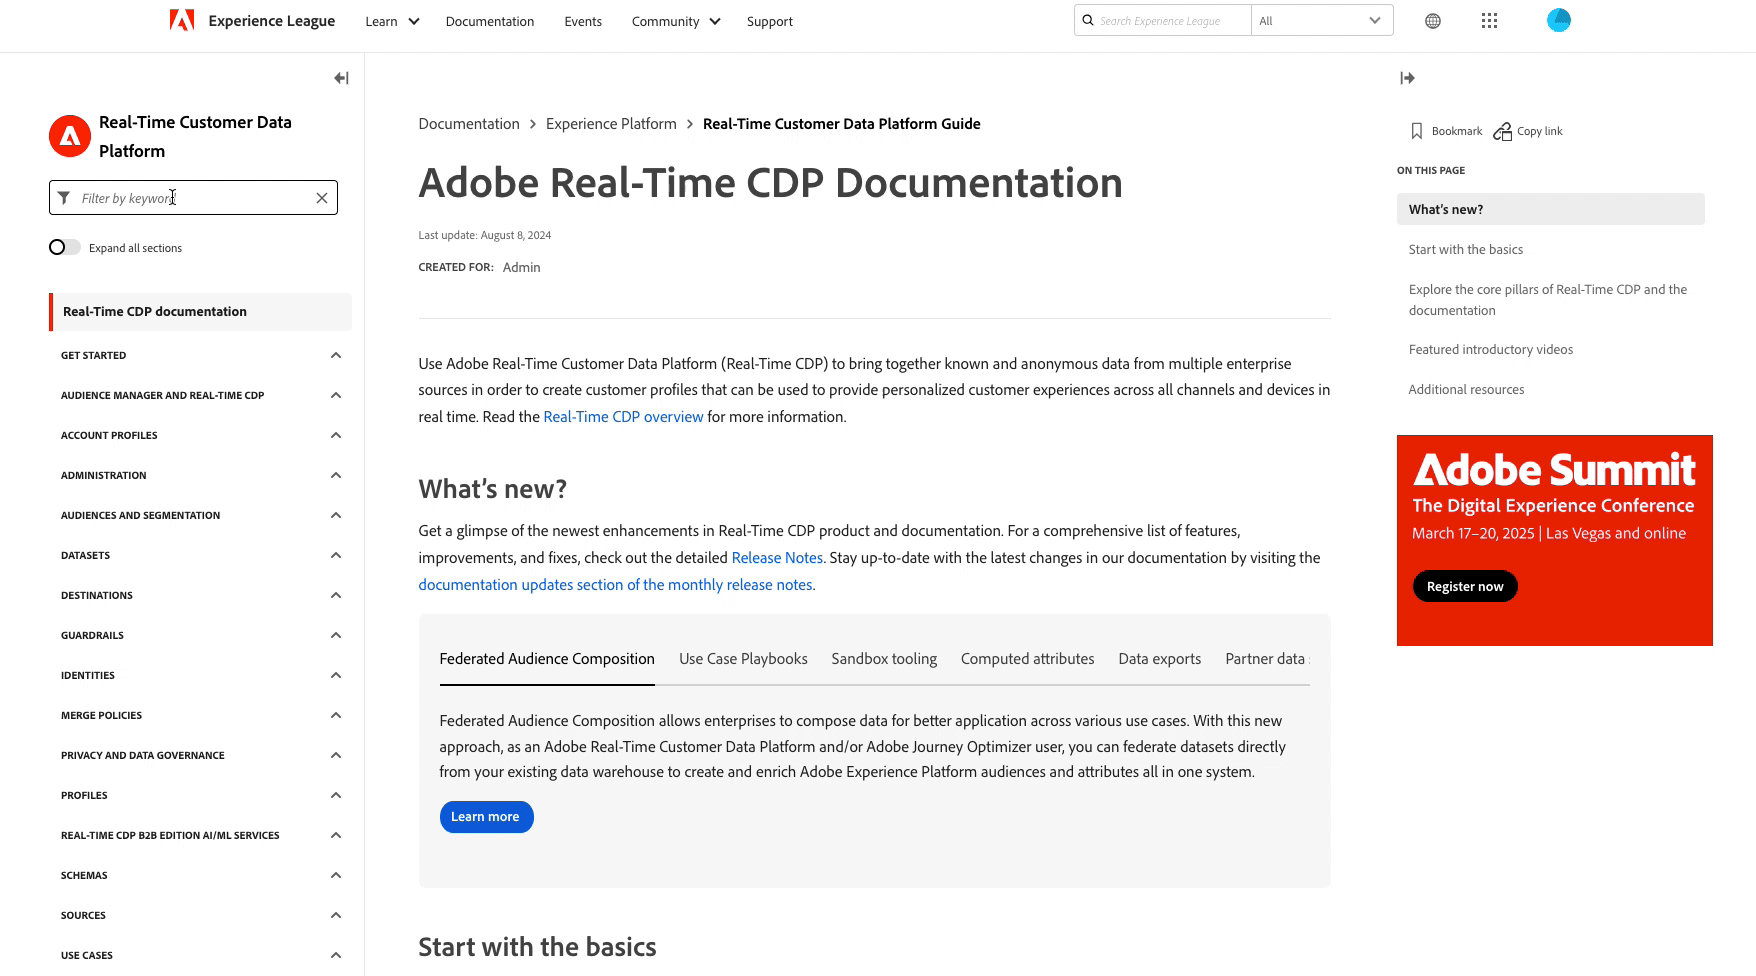 Experience League
Learn
Documentation
Events
Community
Support
Search Experience League
All
Real-Time Customer Data
Platform
Filter by keyword
Expand all sections
Real-Time CDP documentation
GET STARTED
AUDIENCE MANAGER AND REAL-TIME CDP
ACCOUNT PROFILES
ADMINISTRATION
AUDIENCES AND SEGMENTATION
DATASETS
DESTINATIONS
GUARDRAILS
IDENTITIES
MERGE POLICIES
PRIVACY AND DATA GOVERNANCE
PROFILES
REAL-TIME CDP B2B EDITION AI/ML SERVICES
SCHEMAS
SOURCES
USE CASES
Documentation > Experience Platform > Real-Time Customer Data Platform Guide
Adobe Real-Time CDP Documentation
Last update: August 8, 2024
CREATED FOR: Admin
Use Adobe Real-Time Customer Data Platform (Real-Time CDP) to bring together known and anonymous data from multiple enterprise
sources in order to create customer profiles that can be used to provide personalized customer experiences across all channels and devices in
real time. Read the Real-Time CDP overview for more information.
What's new?
Get a glimpse of the newest enhancements in Real-Time CDP product and documentation. For a comprehensive list of features,
improvements, and fixes, check out the detailed Release Notes. Stay up-to-date with the latest changes in our documentation by visiting the
documentation updates section of the monthly release notes.
Federated Audience Composition
Use Case Playbooks
Sandbox tooling
Computed attributes
Data exports
Partner data
Federated Audience Composition allows enterprises to compose data for better application across various use cases. With this new
approach, as an Adobe Real-Time Customer Data Platform and/or Adobe Journey Optimizer user, you can federate datasets directly
from your existing data warehouse to create and enrich Adobe Experience Platform audiences and attributes all in one system.
Learn more
Start with the basics
Bookmark
Copy link
ON THIS PAGE
What's new?
Start with the basics
Explore the core pillars of Real-Time CDP and the
documentation
Featured introductory videos
Additional resources
Adobe Summit
The Digital Experience Conference
March 17–20, 2025 | Las Vegas and online
Register now